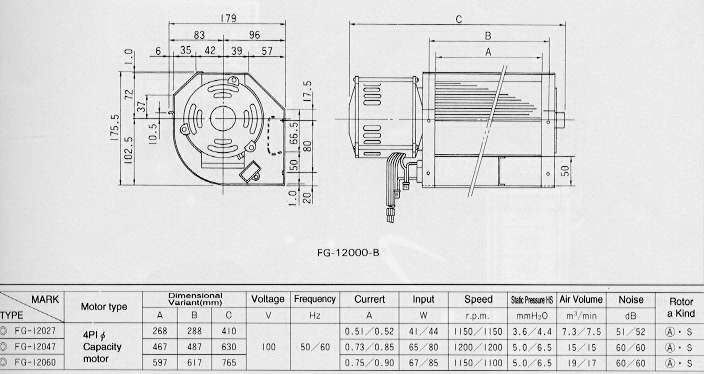 179
83 96
6 35 42 39 57
1.0
72
37
175.5
10.5
102.5
17.5
66.5
80
50
1.0
20
C
B
A
50
FG-12000-B
MARK
TYPE
Motor type
Dimensional Variant(mm)
A B C
Voltage
V
Frequency
Hz
Currert
A
Input
W
Speed
r.p.m.
Static Pressure HS
mmH2O
Air Volume
m³/min
Noise
dB
Rotor a Kind
◎ FG-12027 268 288 410 0.51/0.52 41/44 1150/1150 3.6/4.4 7.3/7.5 51/52 Ⓐ・S
◎ FG-12047 4PI φ Capacity motor 467 487 630 100 50/60 0.73/0.85 65/80 1200/1200 5.0/6.5 15/15 60/60 Ⓐ・S
◎ FG-12060 597 617 765 0.75/0.90 67/85 1150/1100 5.0/6.5 19/17 60/60 Ⓐ・S